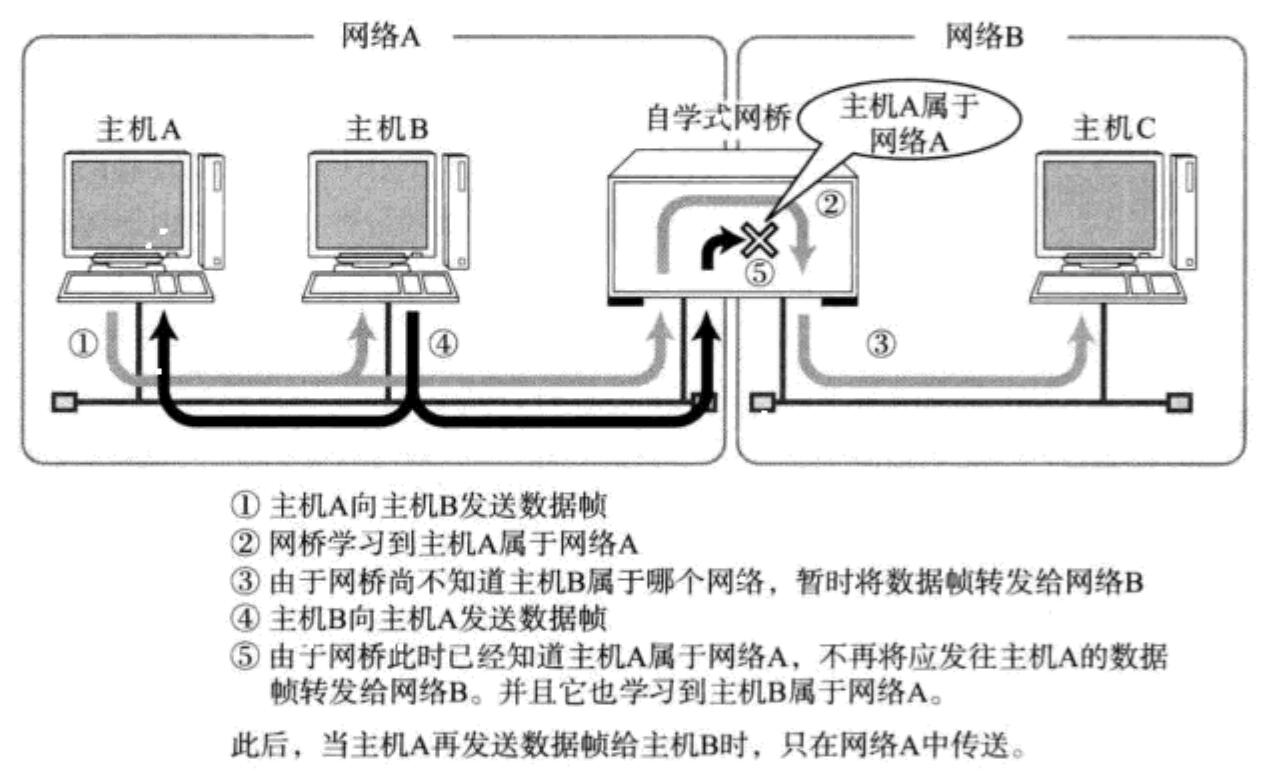 网络A
网络B
主机A
主机B
自学式网桥
主机A属于
网络A
主机C
②
⑤
①
④
③
① 主机A向主机B发送数据帧
② 网桥学习到主机A属于网络A
③ 由于网桥尚不知道主机B属于哪个网络，暂时将数据帧转发给网络B
④ 主机B向主机A发送数据帧
⑤ 由于网桥此时已经知道主机A属于网络A，不再将应发往主机A的数据
帧转发给网络B。并且它也学习到主机B属于网络A。
此后，当主机A再发送数据帧给主机B时，只在网络A中传送。